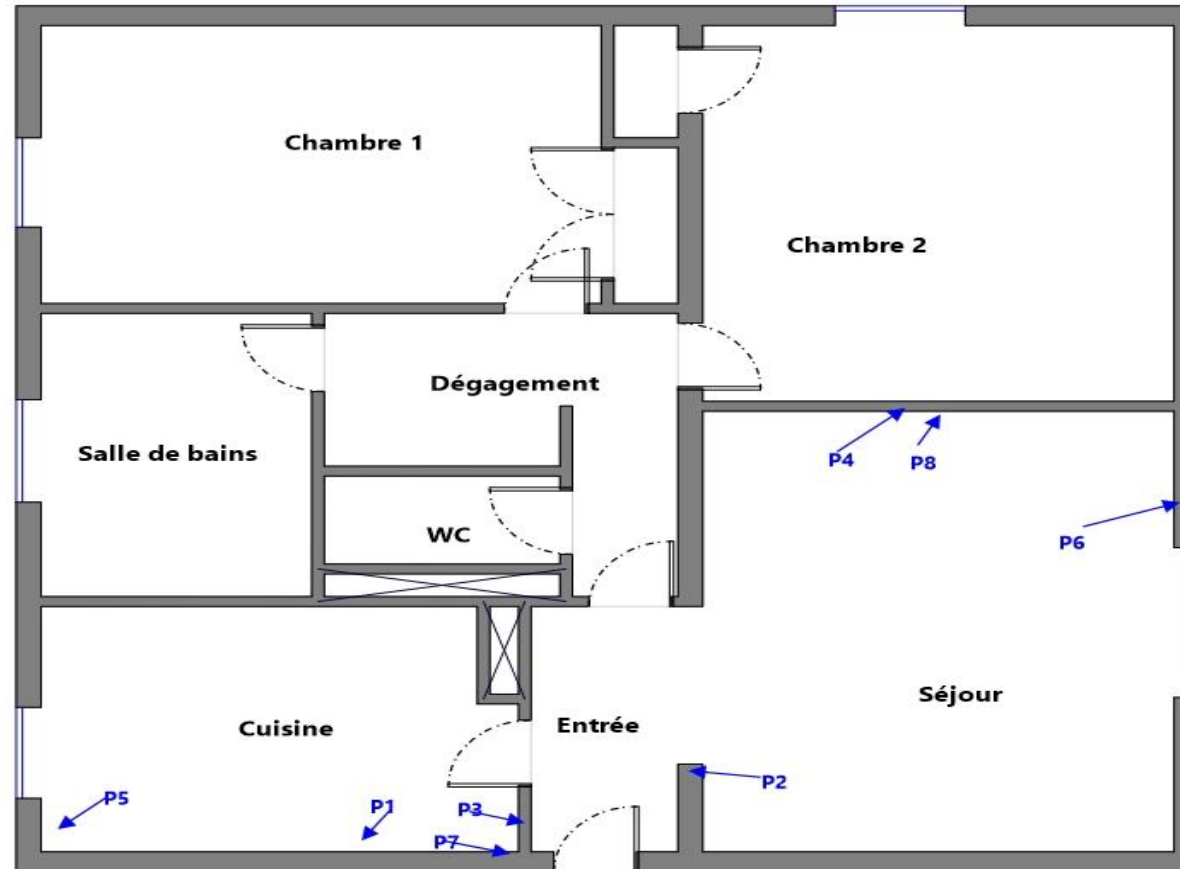 Chambre 1
Chambre 2
Dégagement
Salle de bains
P4
P8
WC
P6
Séjour
Cuisine
Entrée
P2
P5
P1
P3
P7